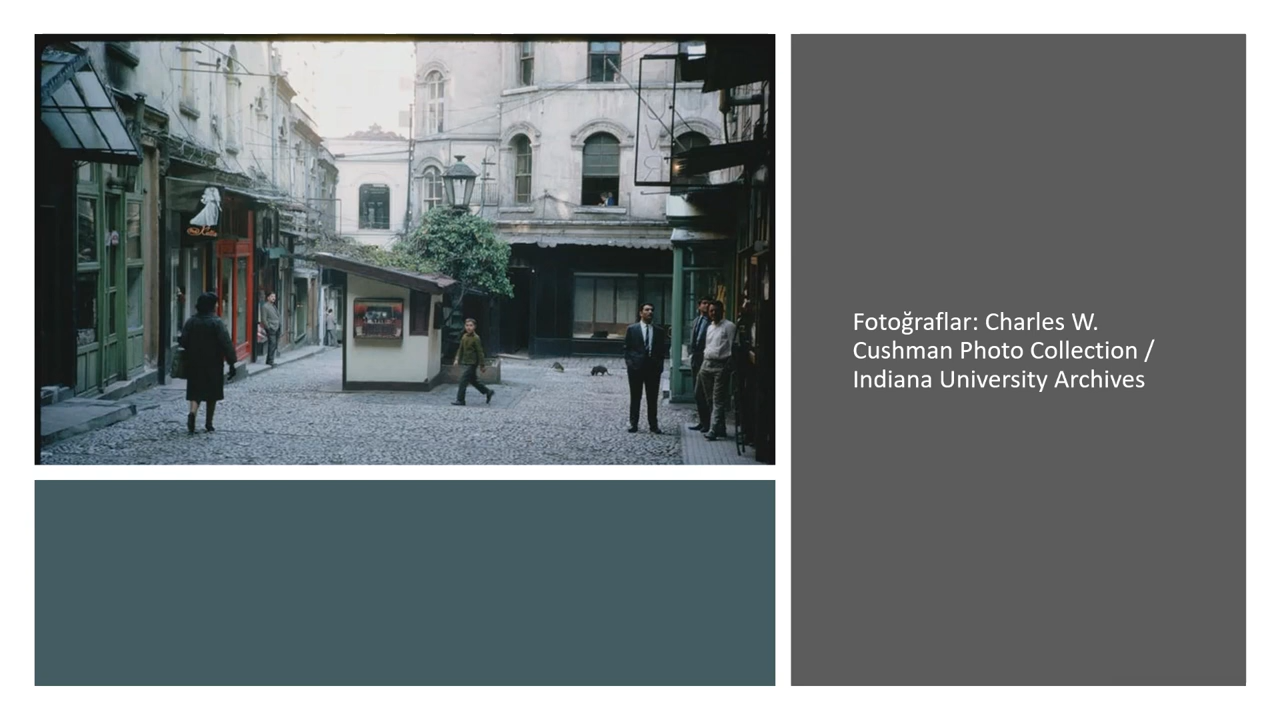 Fotoğraflar: Charles W.
Cushman Photo Collection /
Indiana University Archives